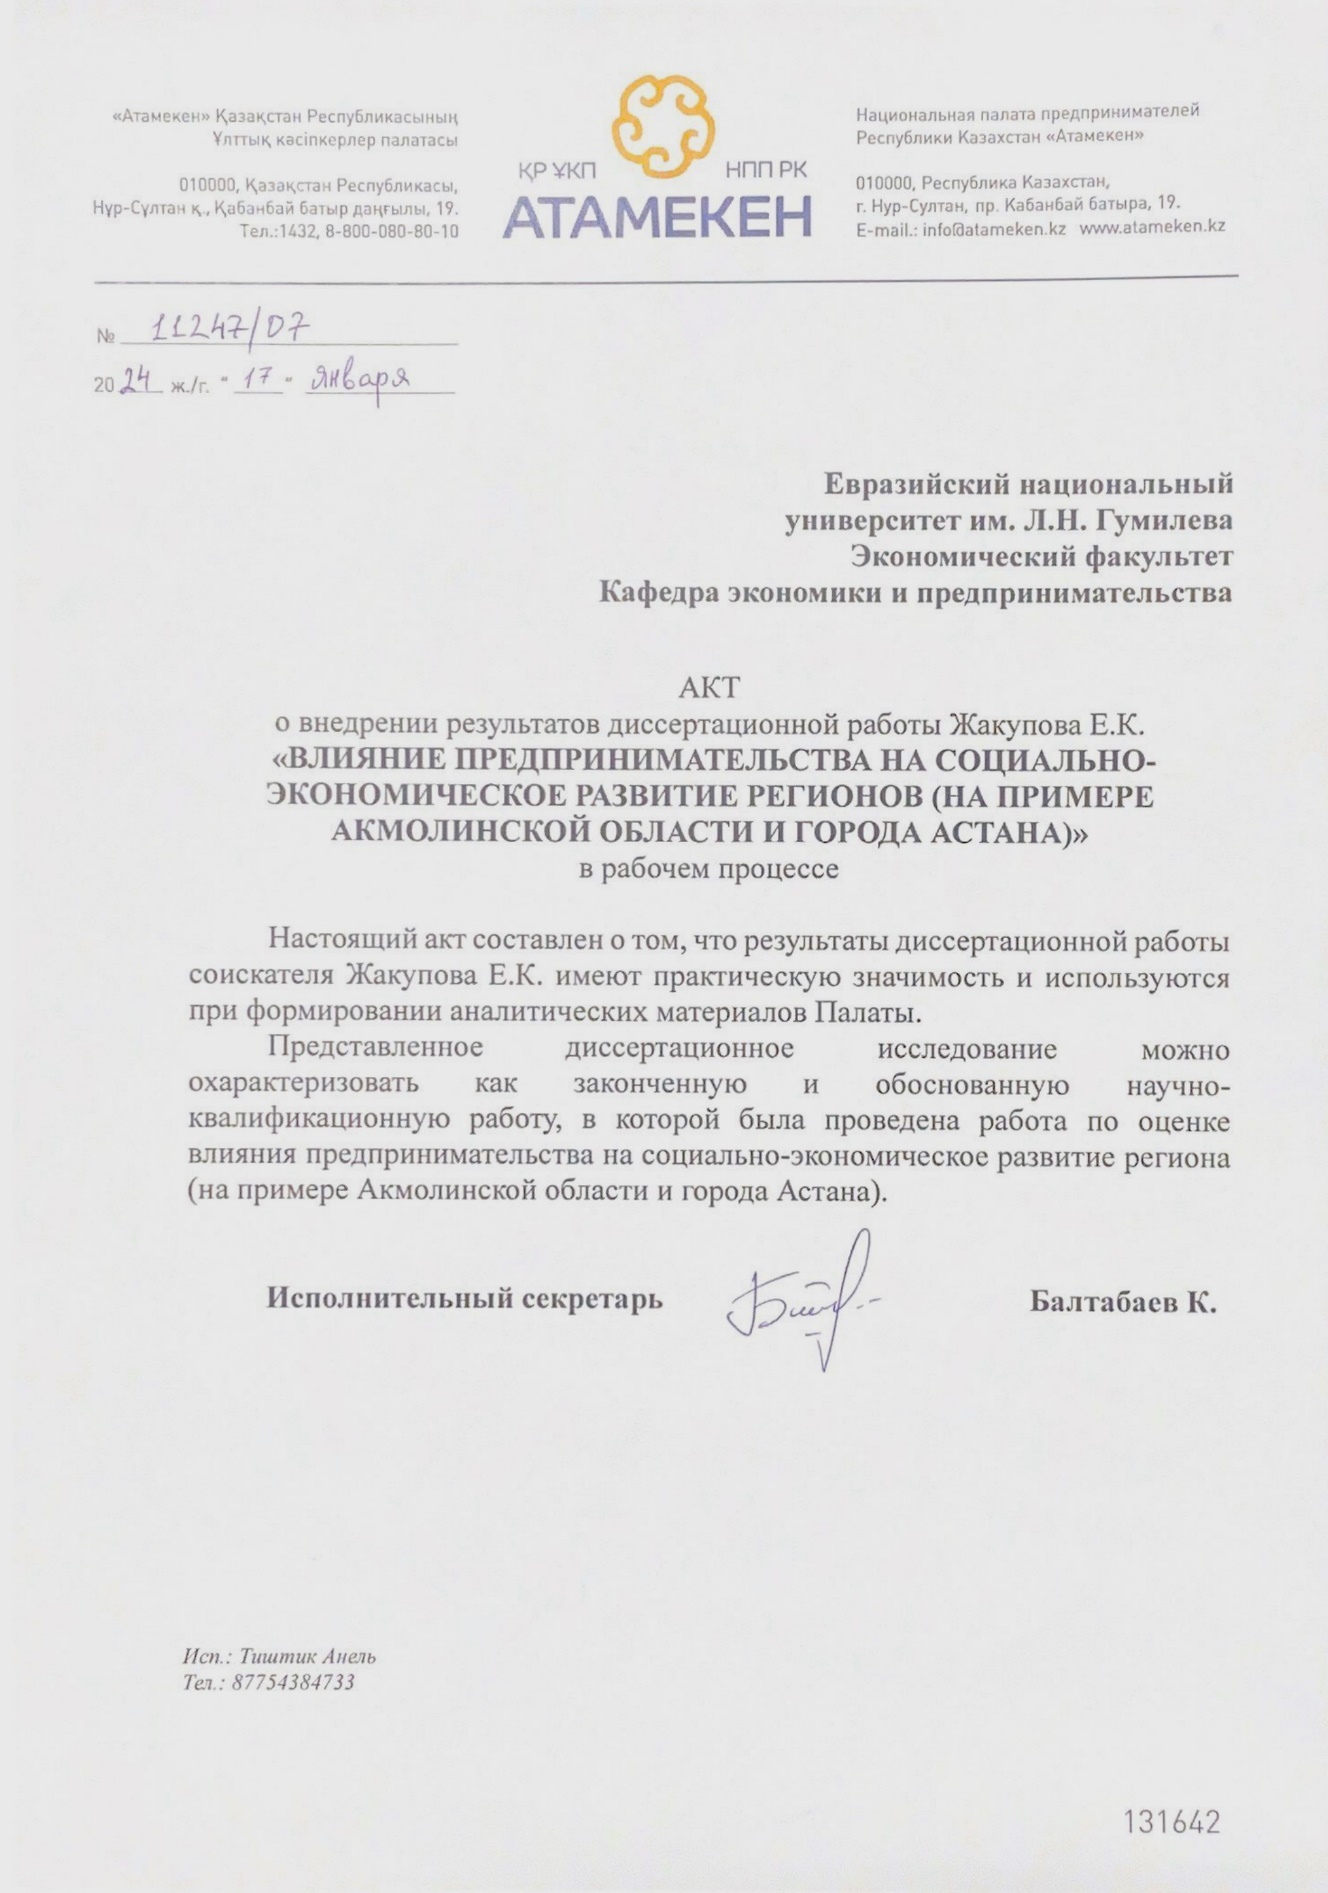 «Атамекен» Қазақстан Республикасының
Ұлттық кәсіпкерлер палатасы
010000, Қазақстан Республикасы,
Нұр-Сұлтан қ., Қабанбай батыр даңғылы, 19.
Тел.:1432, 8-800-080-80-10
ҚР ҰКП НПП РК
АТАМЕКЕН
Национальная палата предпринимателей
Республики Казахстан «Атамекен»
010000, Республика Казахстан,
г. Нур-Султан, пр. Кабанбай батыра, 19.
E-mail.: info@atameken.kz www.atameken.kz
№ 11247/07
2024 ж./г. "17" января
Евразийский национальный
университет им. Л.Н. Гумилева
Экономический факультет
Кафедра экономики и предпринимательства
АКТ
о внедрении результатов диссертационной работы Жакупова Е.К.
«ВЛИЯНИЕ ПРЕДПРИНИМАТЕЛЬСТВА НА СОЦИАЛЬНО-
ЭКОНОМИЧЕСКОЕ РАЗВИТИЕ РЕГИОНОВ (НА ПРИМЕРЕ
АКМОЛИНСКОЙ ОБЛАСТИ И ГОРОДА АСТАНА)»
в рабочем процессе
Настоящий акт составлен о том, что результаты диссертационной работы
соискателя Жакупова Е.К. имеют практическую значимость и используются
при формировании аналитических материалов Палаты.
Представленное диссертационное исследование можно
охарактеризовать как законченную и обоснованную научно-
квалификационную работу, в которой была проведена работа по оценке
влияния предпринимательства на социально-экономическое развитие региона
(на примере Акмолинской области и города Астана).
Исполнительный секретарь Балтабаев К.
Исп.: Тиштик Анель
Тел.: 87754384733
131642